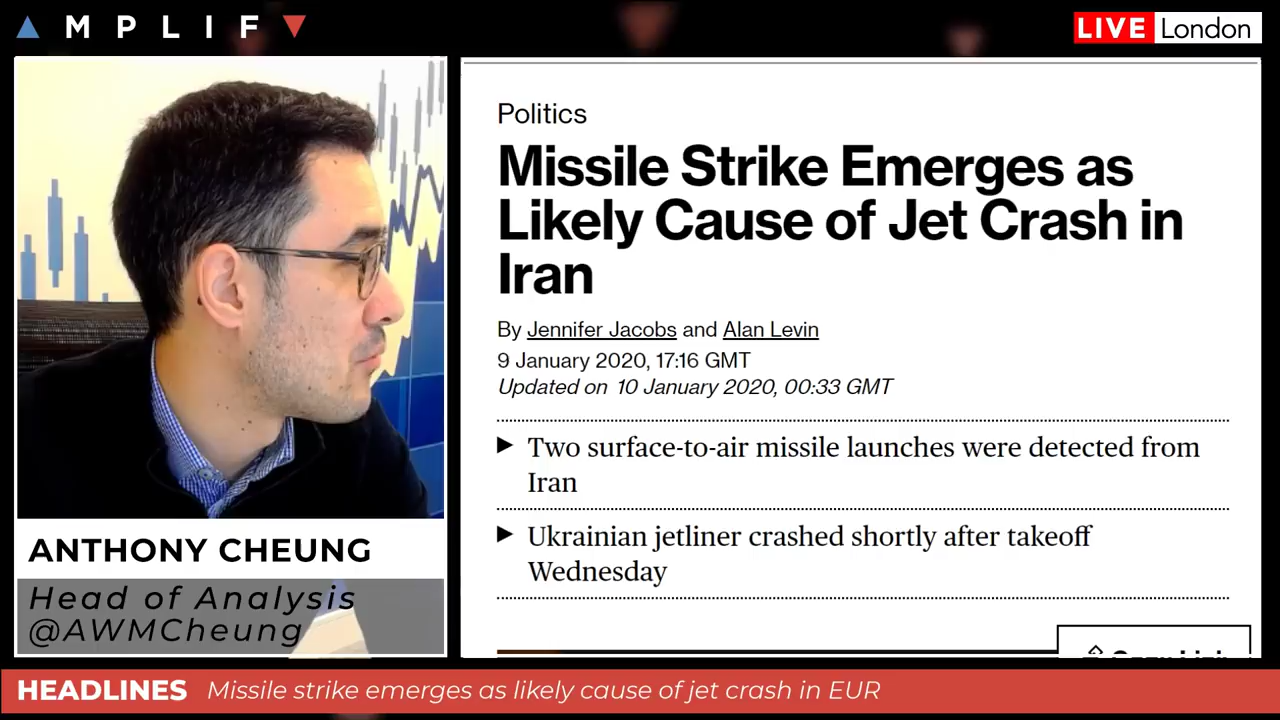 AMPLIFY
LIVE London
Politics
Missile Strike Emerges as
Likely Cause of Jet Crash in
Iran
By Jennifer Jacobs and Alan Levin
9 January 2020, 17:16 GMT
Updated on 10 January 2020, 00:33 GMT
Two surface-to-air missile launches were detected from
Iran
Ukrainian jetliner crashed shortly after takeoff
Wednesday
ANTHONY CHEUNG
Head of Analysis
@AWMCheung
HEADLINES Missile strike emerges as likely cause of jet crash in EUR